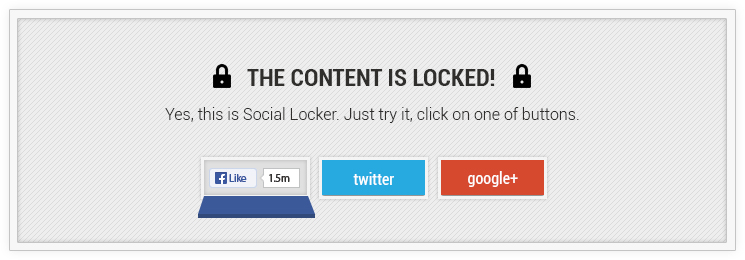 THE CONTENT IS LOCKED!
Yes, this is Social Locker. Just try it, click on one of buttons.
f Like 1.5m twitter google+